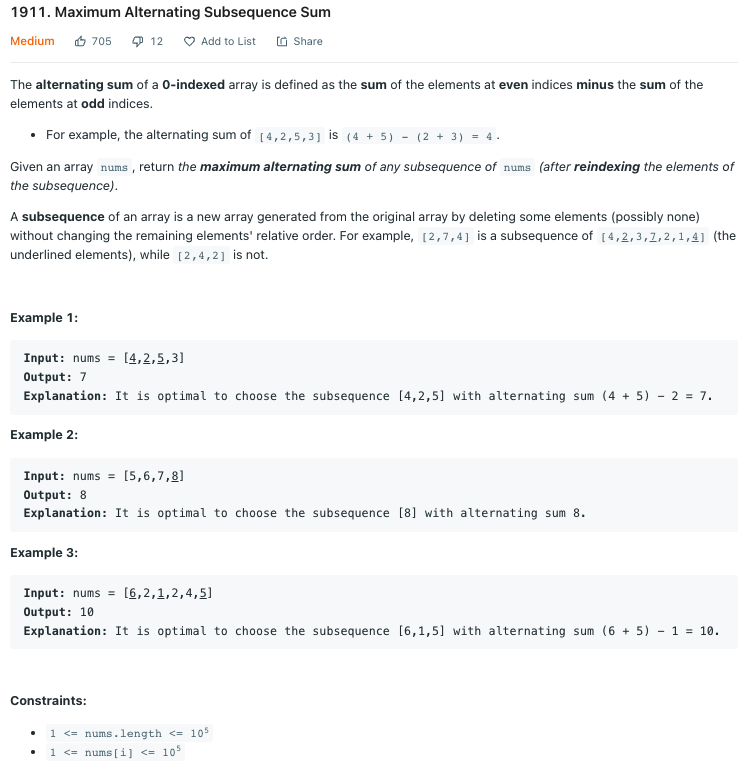 1911. Maximum Alternating Subsequence Sum
Medium 705 12 Add to List Share
The alternating sum of a 0-indexed array is defined as the sum of the elements at even indices minus the sum of the
elements at odd indices.
• For example, the alternating sum of [4,2,5,3] is (4 + 5) - (2 + 3) = 4.
Given an array nums, return the maximum alternating sum of any subsequence of nums (after reindexing the elements of
the subsequence).
A subsequence of an array is a new array generated from the original array by deleting some elements (possibly none)
without changing the remaining elements' relative order. For example, [2,7,4] is a subsequence of [4,2,3,7,2,1,4] (the
underlined elements), while [2,4,2] is not.
Example 1:
Input: nums = [4,2,5,3]
Output: 7
Explanation: It is optimal to choose the subsequence [4,2,5] with alternating sum (4 + 5) - 2 = 7.
Example 2:
Input: nums = [5,6,7,8]
Output: 8
Explanation: It is optimal to choose the subsequence [8] with alternating sum 8.
Example 3:
Input: nums = [6,2,1,2,4,5]
Output: 10
Explanation: It is optimal to choose the subsequence [6,1,5] with alternating sum (6 + 5) - 1 = 10.
Constraints:
• 1 <= nums.length <= 10⁵
• 1 <= nums[i] <= 10⁵